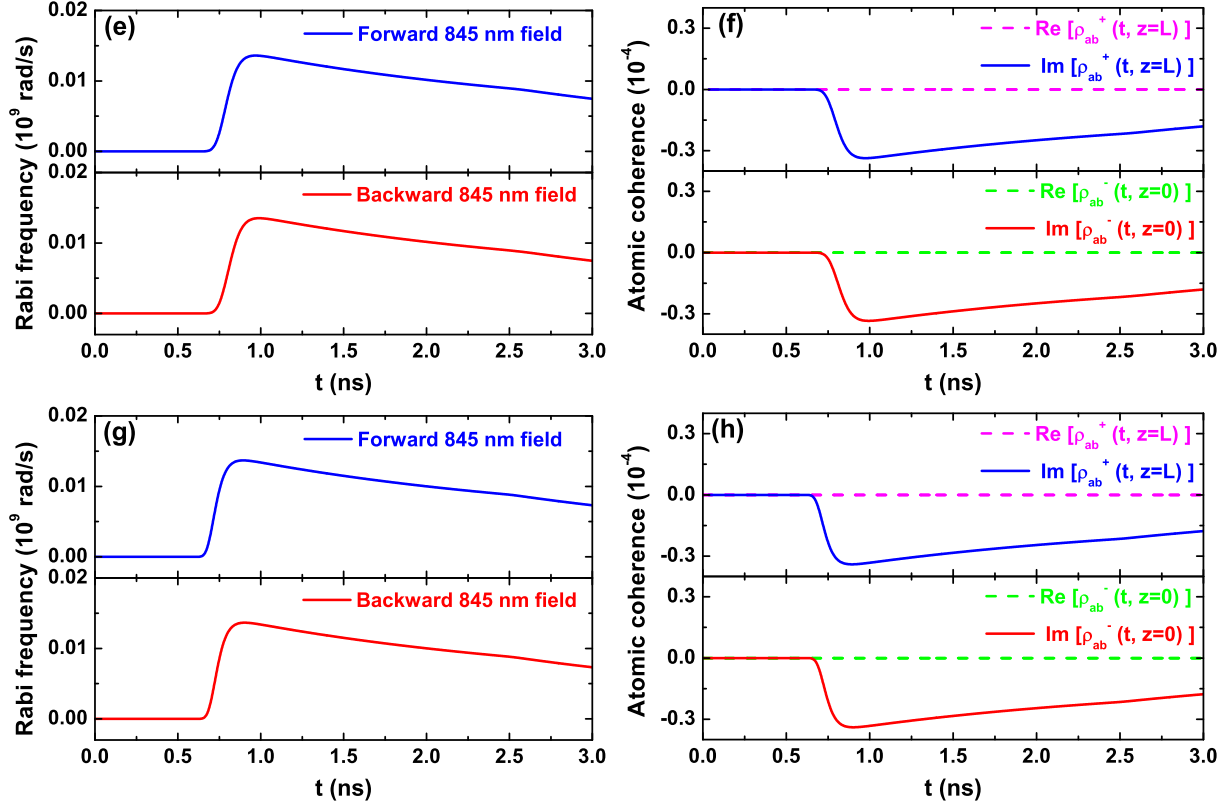 (e)
Forward 845 nm field
Backward 845 nm field
Rabi frequency (10⁹ rad/s)
0.02
0.01
0.00
0.02
0.01
0.00
0.0 0.5 1.0 1.5 2.0 2.5 3.0
t (ns)
(f)
Re [ρab+ (t, z=L) ]
Im [ρab+ (t, z=L) ]
Re [ρab- (t, z=0) ]
Im [ρab- (t, z=0) ]
Atomic coherence (10⁻⁴)
0.3
0.0
-0.3
0.3
0.0
-0.3
0.0 0.5 1.0 1.5 2.0 2.5 3.0
t (ns)
(g)
Forward 845 nm field
Backward 845 nm field
Rabi frequency (10⁹ rad/s)
0.02
0.01
0.00
0.02
0.01
0.00
0.0 0.5 1.0 1.5 2.0 2.5 3.0
t (ns)
(h)
Re [ρab+ (t, z=L) ]
Im [ρab+ (t, z=L) ]
Re [ρab- (t, z=0) ]
Im [ρab- (t, z=0) ]
Atomic coherence (10⁻⁴)
0.3
0.0
-0.3
0.3
0.0
-0.3
0.0 0.5 1.0 1.5 2.0 2.5 3.0
t (ns)